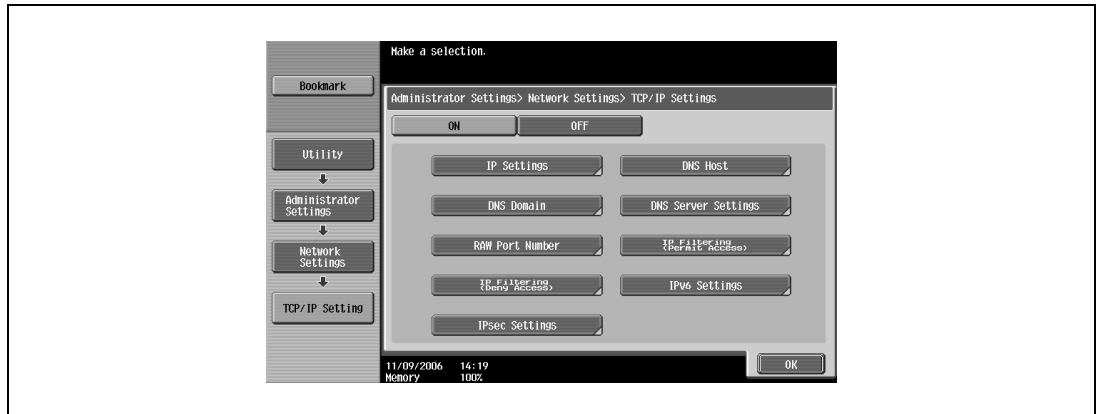 Make a selection.
Bookmark
Administrator Settings> Network Settings> TCP/IP Settings
ON
OFF
Utility
Administrator
Settings
Network
Settings
TCP/IP Setting
IP Settings
DNS Host
DNS Domain
DNS Server Settings
RAW Port Number
IP Filtering
(Permit Access)
IP Filtering
(Deny Access)
IPv6 Settings
IPsec Settings
11/09/2006 14:19
Memory 100%
OK